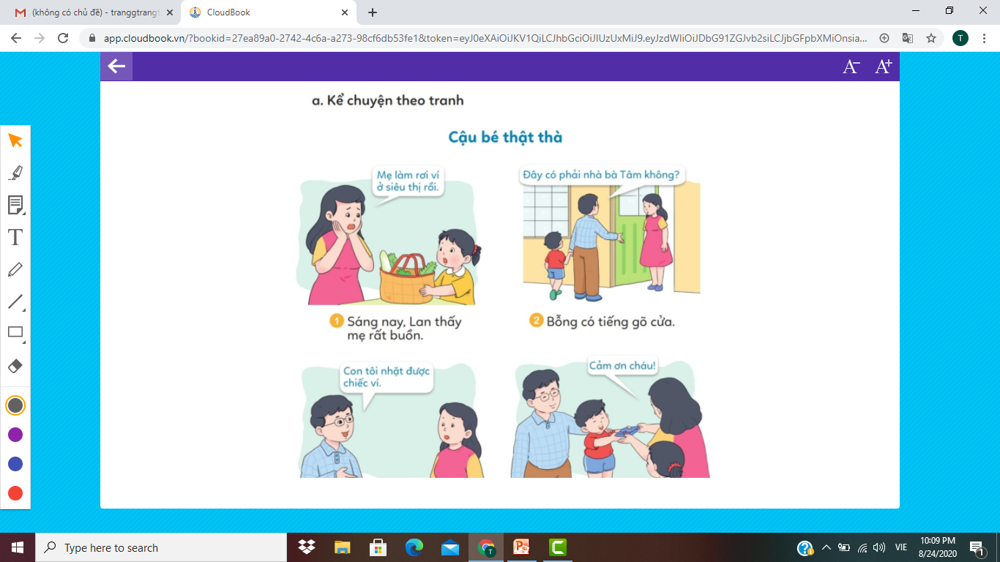 (không có chủ đề) - tranggtrangt
CloudBook
app.cloudbook.vn/?bookid=27ea89a0-2742-4c6a-a273-98cf6db53fe1&token=eyJ0eXAiOiJKV1QiLCJhbGciOiJIUzUxMiJ9.eyJzdWIiOiJDbG91ZGJvb2siLCJjbGFpbXMiOnsia...
T
A-
A+
a. Kể chuyện theo tranh
Cậu bé thật thà
Mẹ làm rơi ví
ở siêu thị rồi.
Đây có phải nhà bà Tâm không?
1 Sáng nay, Lan thấy
mẹ rất buồn.
2 Bỗng có tiếng gõ cửa.
Con tôi nhặt được
chiếc ví.
Cảm ơn cháu!
T
Type here to search
VIE
10:09 PM
8/24/2020
1